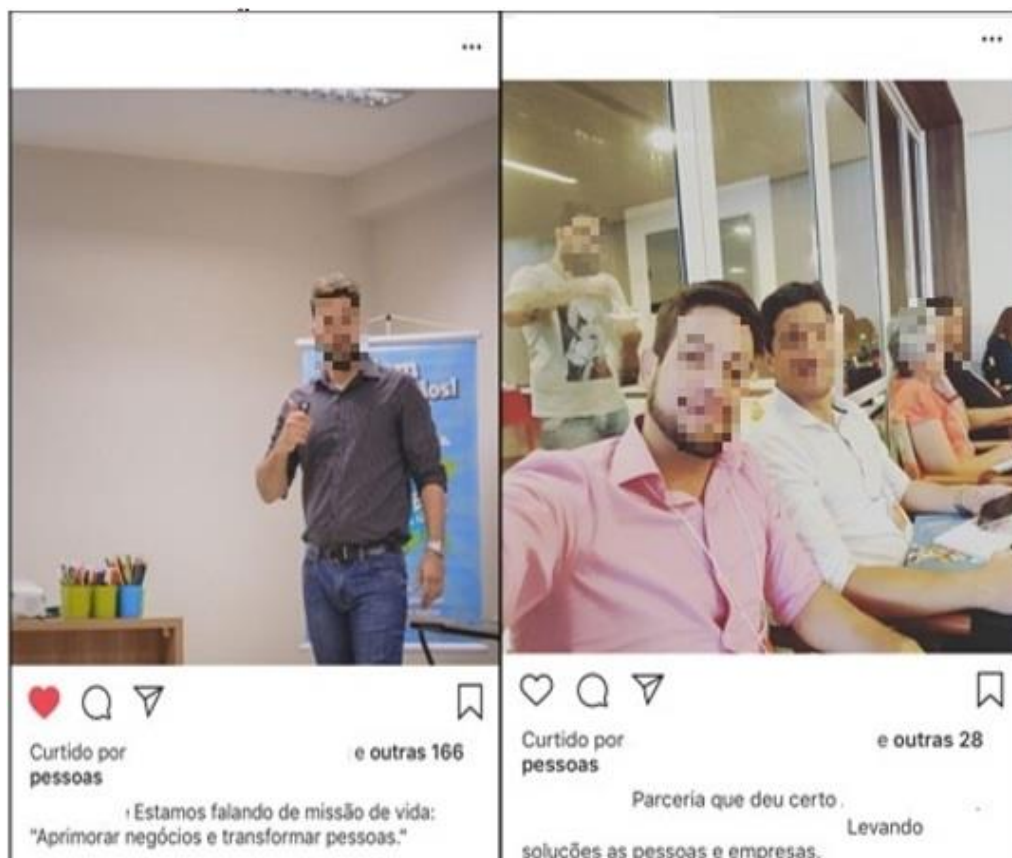 los!
Curtido por e outras 166
pessoas
Estamos falando de missão de vida:
"Aprimorar negócios e transformar pessoas."
Curtido por e outras 28
pessoas
Parceria que deu certo
Levando
soluções as pessoas e empresas.